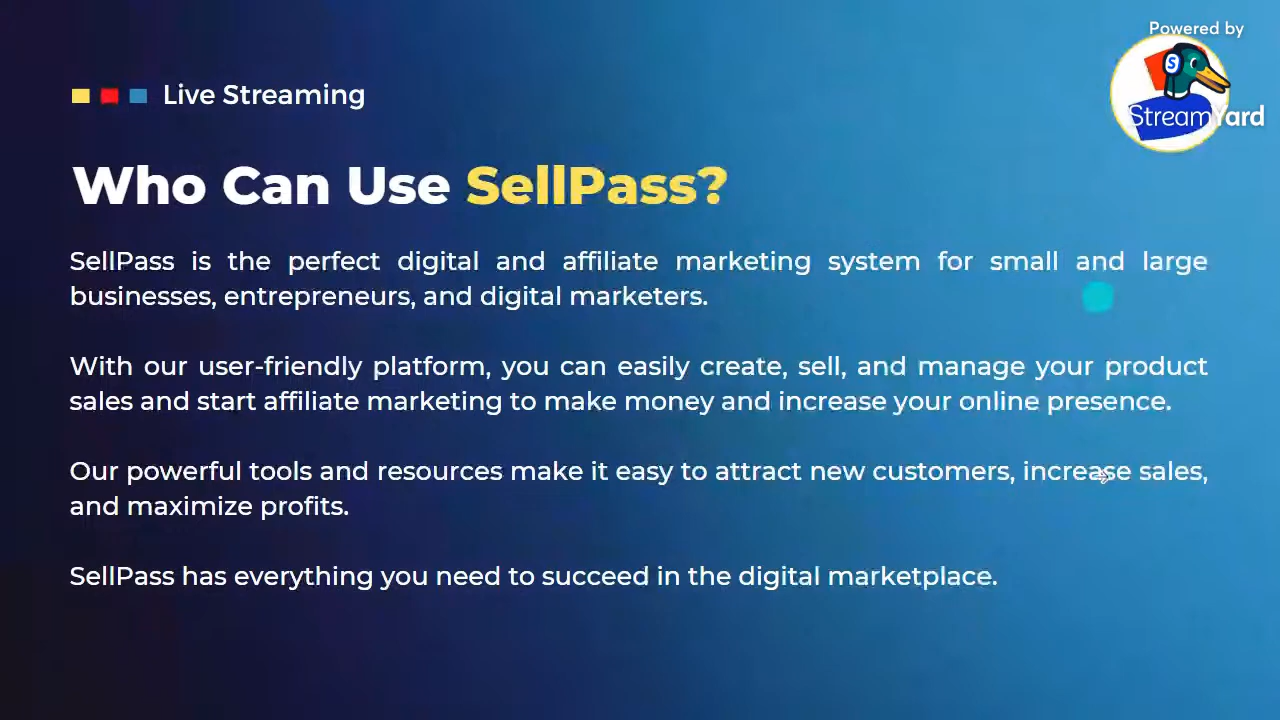 Powered by
S
StreamYard
Live Streaming
Who Can Use SellPass?
SellPass is the perfect digital and affiliate marketing system for small and large
businesses, entrepreneurs, and digital marketers.
With our user-friendly platform, you can easily create, sell, and manage your product
sales and start affiliate marketing to make money and increase your online presence.
Our powerful tools and resources make it easy to attract new customers, increase sales,
and maximize profits.
SellPass has everything you need to succeed in the digital marketplace.